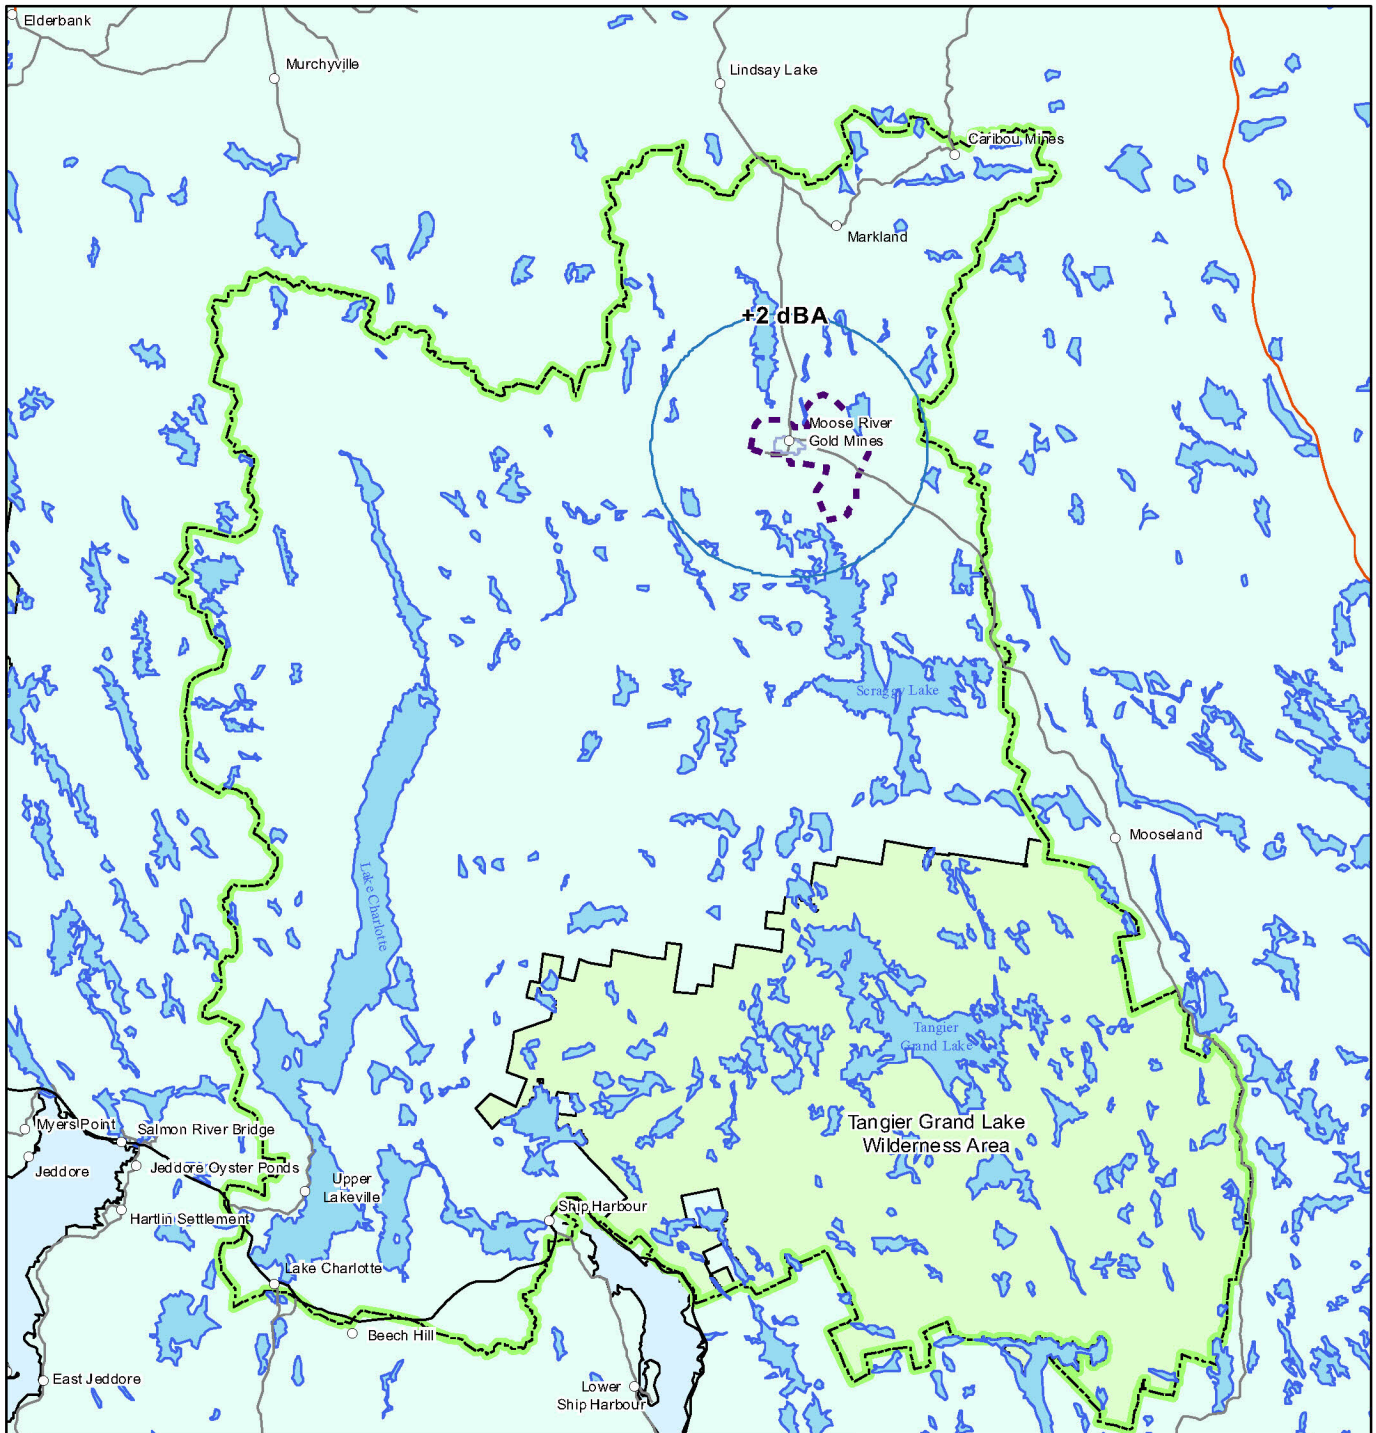 Elderbank
Murchyville
Lindsay Lake
Caribou Mines
Markland
+2 dBA
Moose River
Gold Mines
Scraggy Lake
Mooseland
Lake Charlotte
Tangier
Grand Lake
Tangier Grand Lake
Wilderness Area
Myers Point
Salmon River Bridge
Jeddore
Jeddore Oyster Ponds
Upper
Lakeville
Hartlin Settlement
Ship Harbour
Lake Charlotte
Beech Hill
East Jeddore
Lower
Ship Harbour